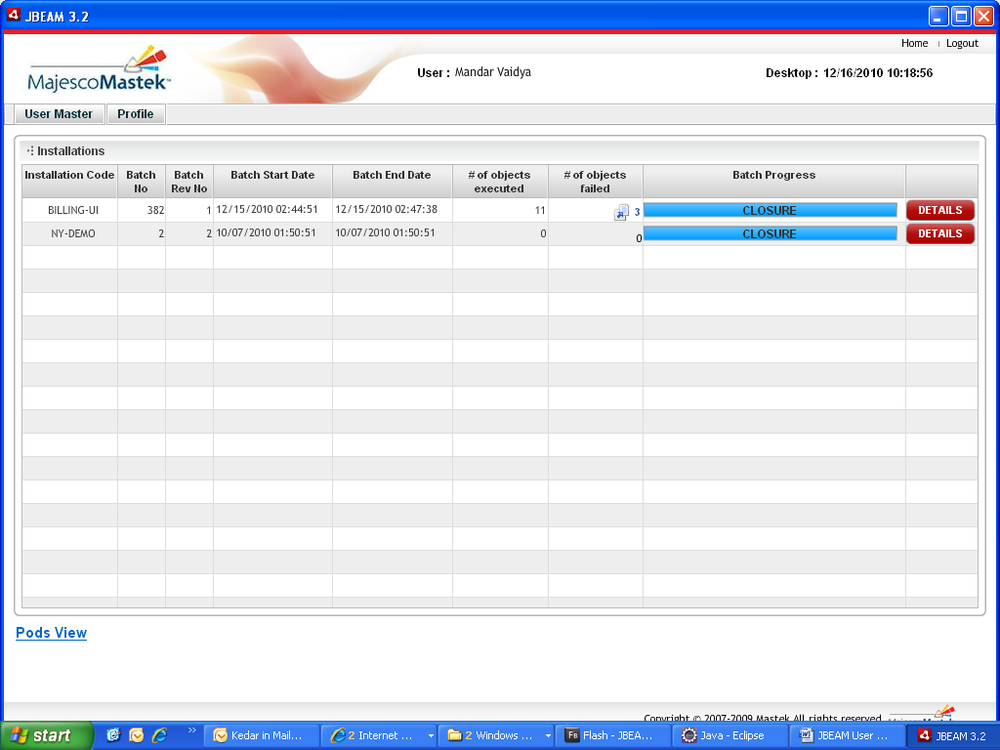 JBEAM 3.2
Home Logout
MajescoMastek
User : Mandar Vaidya
Desktop : 12/16/2010 10:18:56
User Master Profile
Installations
Installation Code Batch No Batch Rev No Batch Start Date Batch End Date # of objects executed # of objects failed Batch Progress
BILLING-UI 382 1 12/15/2010 02:44:51 12/15/2010 02:47:38 11 3 CLOSURE DETAILS
NY-DEMO 2 2 10/07/2010 01:50:51 10/07/2010 01:50:51 0 0 CLOSURE DETAILS
Pods View
Copyright © 2007-2009 Mastek All rights reserved
start Kedar in Mail... 2 Internet ... 2 Windows ... Flash - JBEA... Java - Eclipse JBEAM User ... JBEAM 3.2